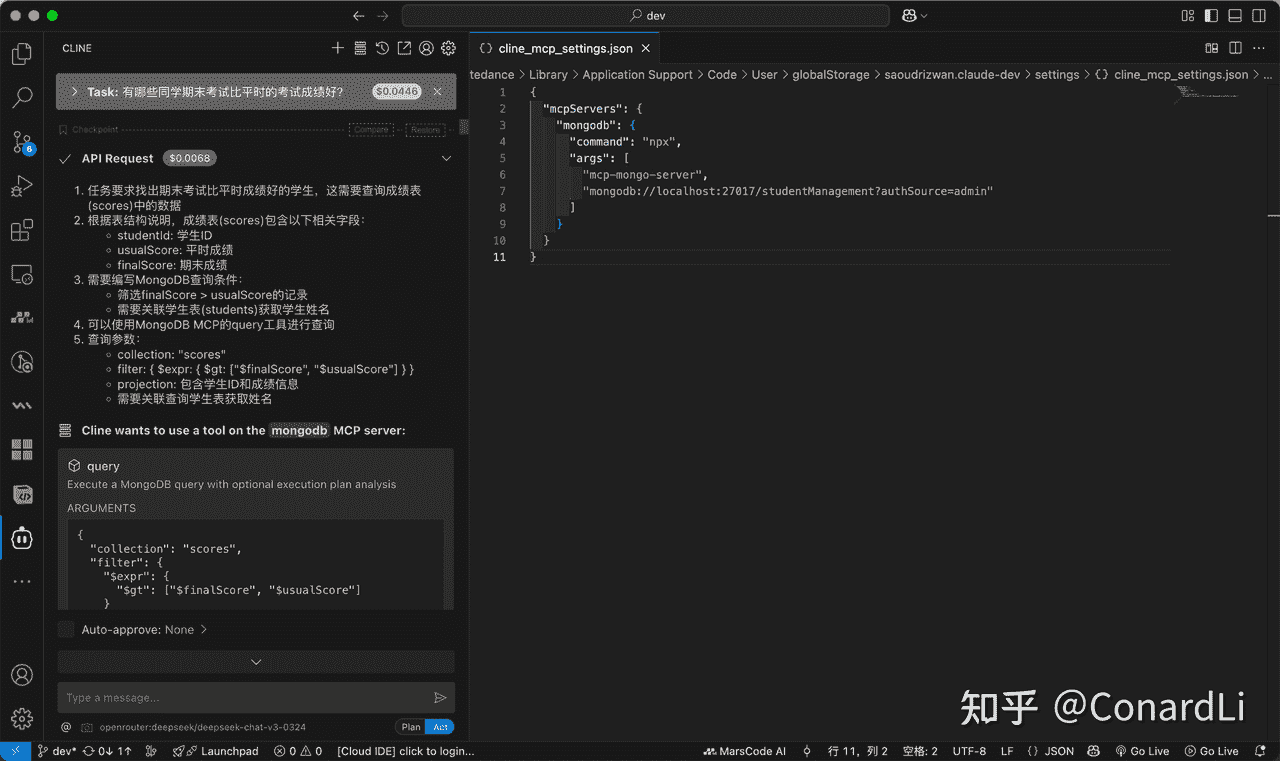 dev
CLINE
Task: 有哪些同学期末考试比平时的考试成绩好?
$0.0446
Checkpoint
Compare
Restore
API Request
$0.0068
1. 任务要求找出期末考试比平时成绩好的学生，这需要查询成绩表
(scores)中的数据
2. 根据表结构说明，成绩表(scores)包含以下相关字段：
studentId: 学生ID
usualScore: 平时成绩
finalScore: 期末成绩
3. 需要编写MongoDB查询条件：
筛选finalScore > usualScore的记录
需要关联学生表(students)获取学生姓名
4. 可以使用MongoDB MCP的query工具进行查询
5. 查询参数：
collection: "scores"
filter: { $expr: { $gt: ["$finalScore", "$usualScore"] } }
projection: 包含学生ID和成绩信息
需要关联查询学生表获取姓名
Cline wants to use a tool on the mongodb MCP server:
query
Execute a MongoDB query with optional execution plan analysis
ARGUMENTS
{
"collection": "scores",
"filter": {
"$expr": {
"$gt": ["$finalScore", "$usualScore"]
}
Auto-approve: None
Type a message...
@
openrouter:deepseek/deepseek-chat-v3-0324
Plan
Act
6
{} cline_mcp_settings.json
tedance > Library > Application Support > Code > User > globalStorage > saoudrizwan.claude-dev > settings > {} cline_mcp_settings.json > ...
1 {
2 "mcpServers": {
3 "mongodb": {
4 "command": "npx",
5 "args": [
6 "mcp-mongo-server",
7 "mongodb://localhost:27017/studentManagement?authSource=admin"
8 ]
9 }
10 }
11 }
知乎 @ConardLi
dev* 0↓ 1↑ Launchpad 0 0 [Cloud IDE] click to login... MarsCode AI 行 11，列 2 空格: 2 UTF-8 LF {} JSON Go Live Go Live